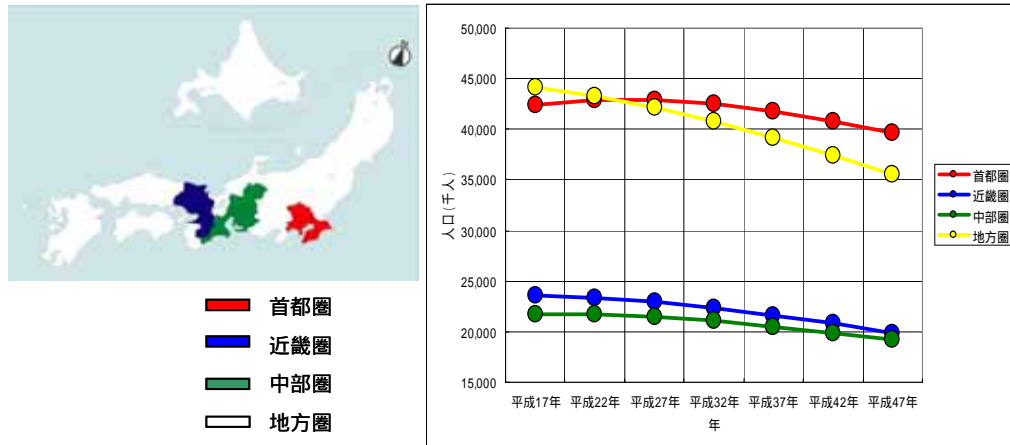 首都圏
近畿圏
中部圏
地方圏
50,000
45,000
40,000
35,000
30,000
25,000
20,000
15,000
人口(千人)
平成17年 平成22年 平成27年 平成32年 平成37年 平成42年 平成47年
年
首都圏
近畿圏
中部圏
地方圏